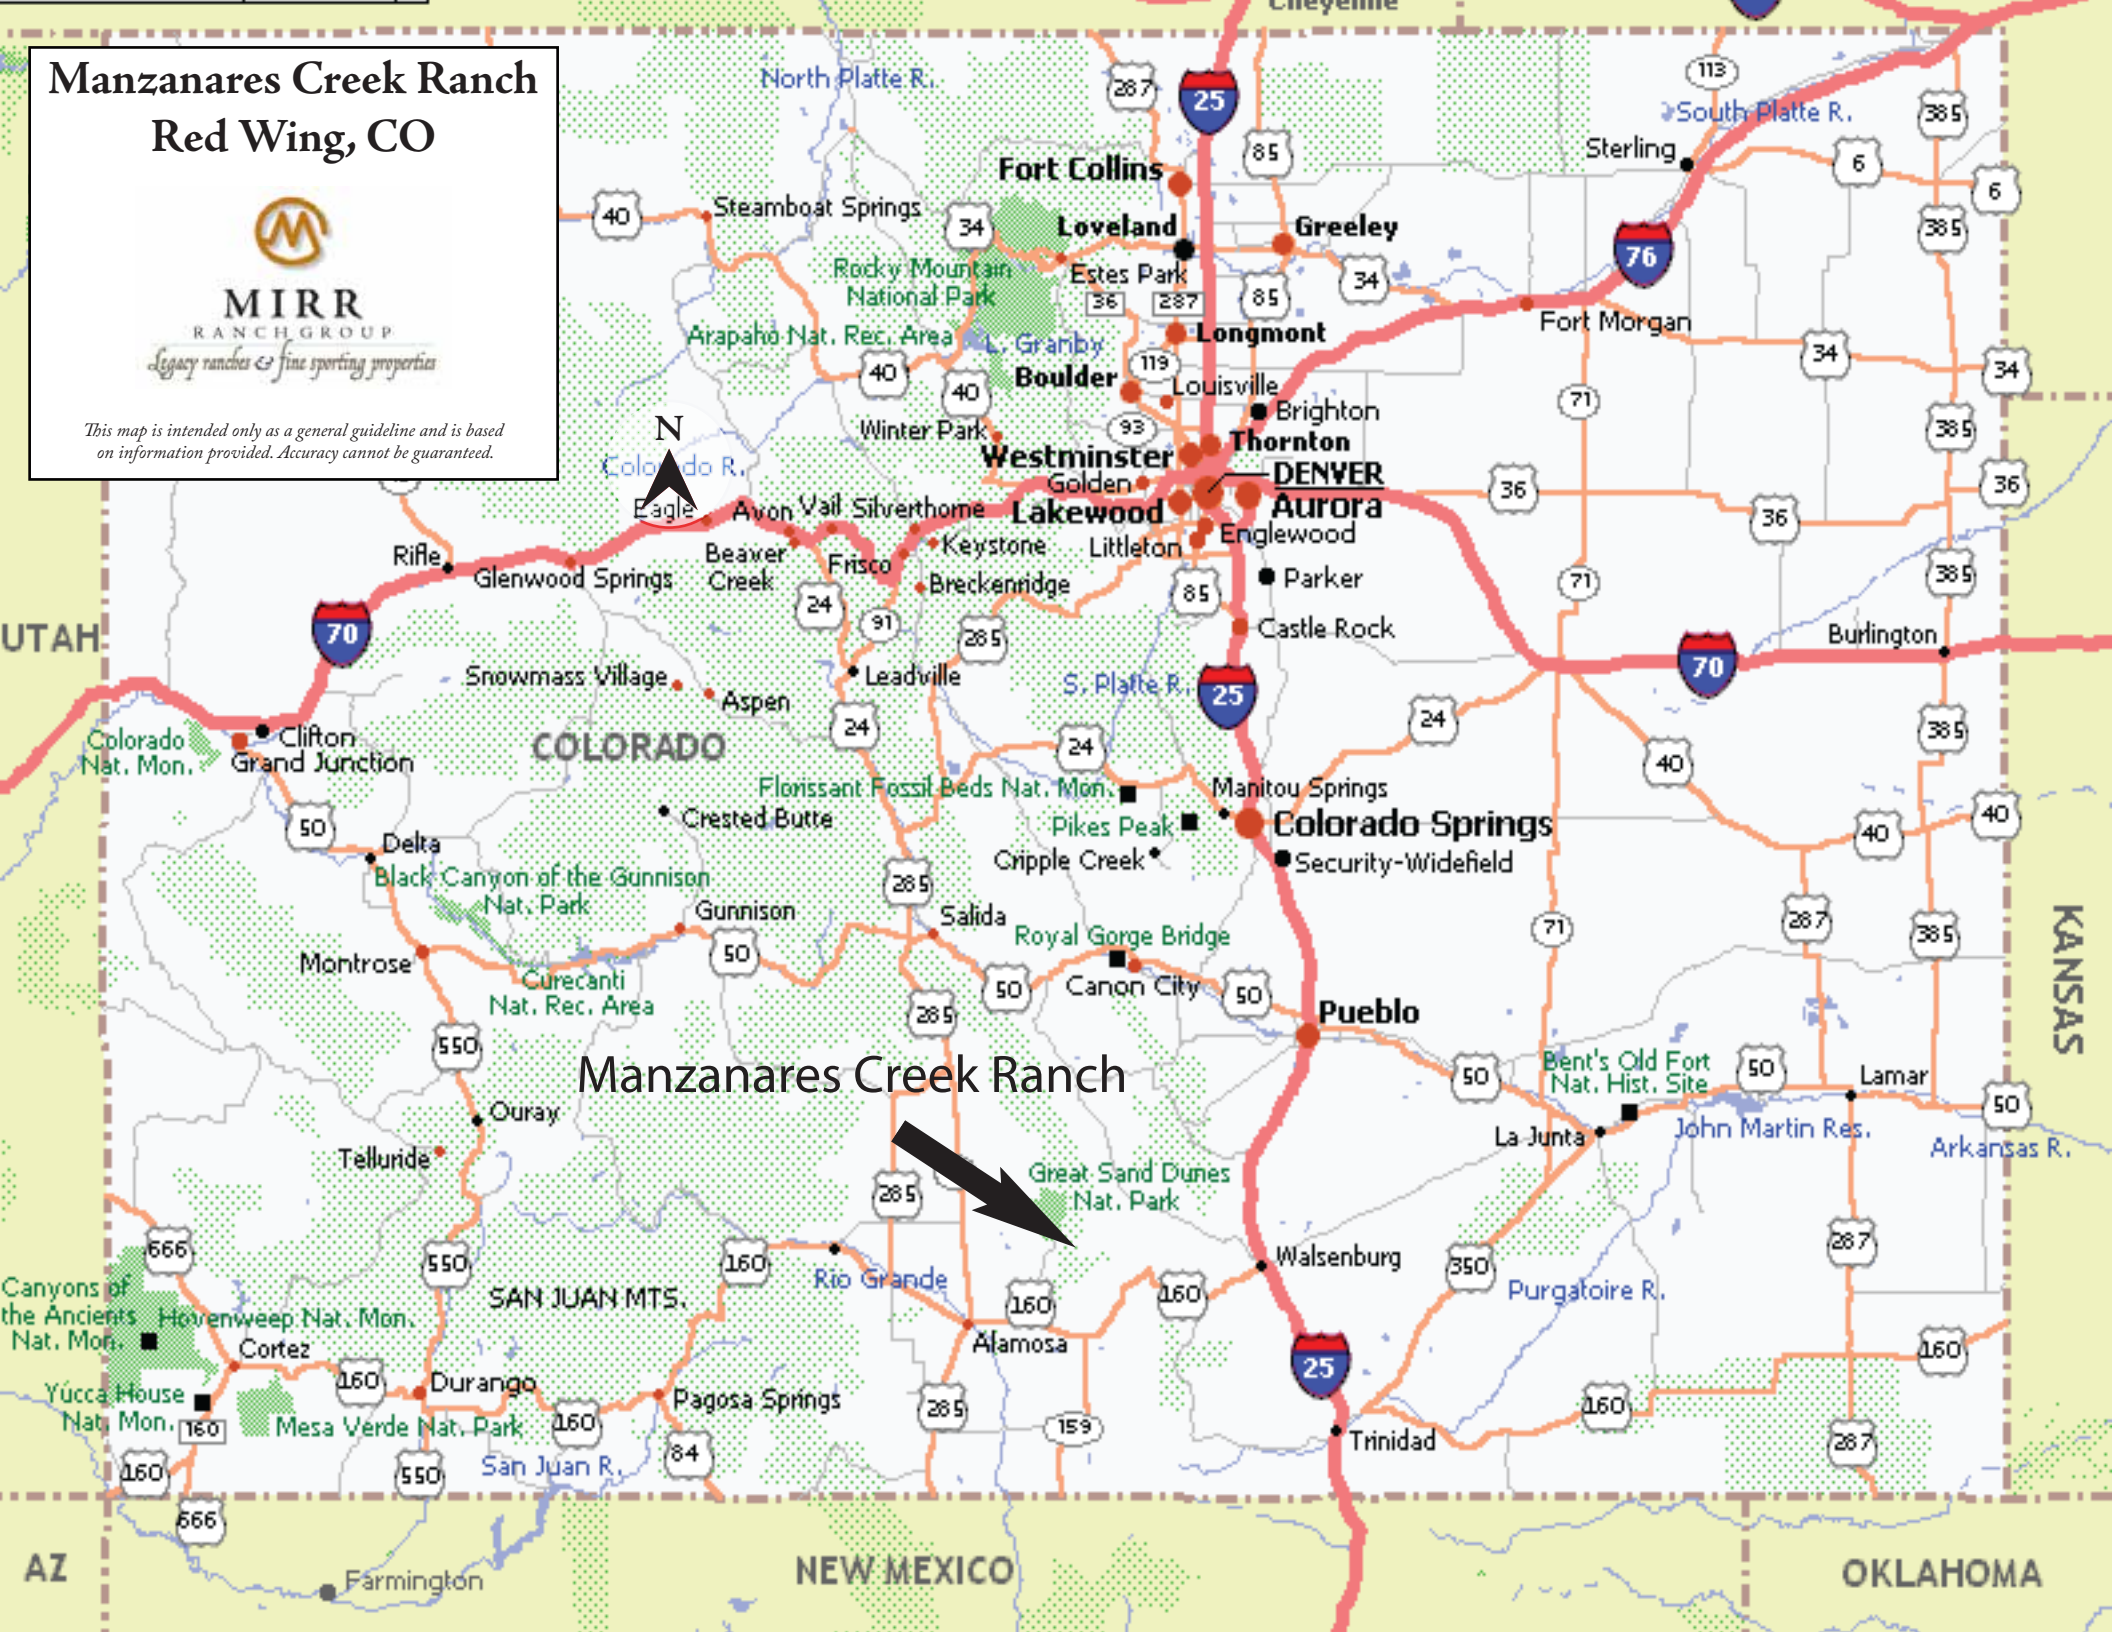 Cheyenne
Manzanares Creek Ranch
Red Wing, CO
M
MIRR
RANCH GROUP
Legacy ranches & fine sporting properties
This map is intended only as a general guideline and is based
on information provided. Accuracy cannot be guaranteed.
North Platte R.
287
25
85
113
South Platte R.
385
Sterling
6
6
Fort Collins
40
Steamboat Springs
34
Loveland
Greeley
385
76
Rocky Mountain
National Park
Estes Park
36
287
85
34
Arapaho Nat. Rec. Area
L. Granby
Longmont
Fort Morgan
34
34
40
40
119
Boulder
Louisville
71
Brighton
385
Winter Park
93
Thornton
N
Westminster
DENVER
Colorado R.
Golden
36
36
Eagle
Avon
Vail
Silverthorne
Lakewood
Aurora
36
Rifle
Beaver
Creek
Frisco
Keystone
Littleton
Englewood
Glenwood Springs
Breckenridge
Parker
385
71
24
91
85
70
285
Castle Rock
Burlington
UTAH
70
Snowmass Village
Aspen
Leadville
S. Platte R.
25
24
24
385
Colorado
Nat. Mon.
Clifton
Grand Junction
COLORADO
24
40
Florissant Fossil Beds Nat. Mon.
Manitou Springs
50
Crested Butte
Pikes Peak
Colorado Springs
40
40
Delta
Cripple Creek
Security-Widefield
Black Canyon of the Gunnison
Nat. Park
285
Gunnison
Salida
287
KANSAS
Royal Gorge Bridge
71
385
Montrose
50
Curecanti
Nat. Rec. Area
50
Canon City
50
285
Pueblo
550
Manzanares Creek Ranch
50
Bent's Old Fort
Nat. Hist. Site
50
Lamar
50
Ouray
La Junta
John Martin Res.
Arkansas R.
Telluride
Great Sand Dunes
Nat. Park
285
666
550
160
Walsenburg
350
287
Canyons of
the Ancients
Nat. Mon.
Rio Grande
SAN JUAN MTS.
160
160
Purgatoire R.
Hovenweep Nat. Mon.
Cortez
Alamosa
25
160
160
Durango
Yucca House
Nat. Mon.
160
Mesa Verde Nat. Park
160
Pagosa Springs
285
159
160
Trinidad
287
160
550
San Juan R.
84
666
AZ
Farmington
NEW MEXICO
OKLAHOMA